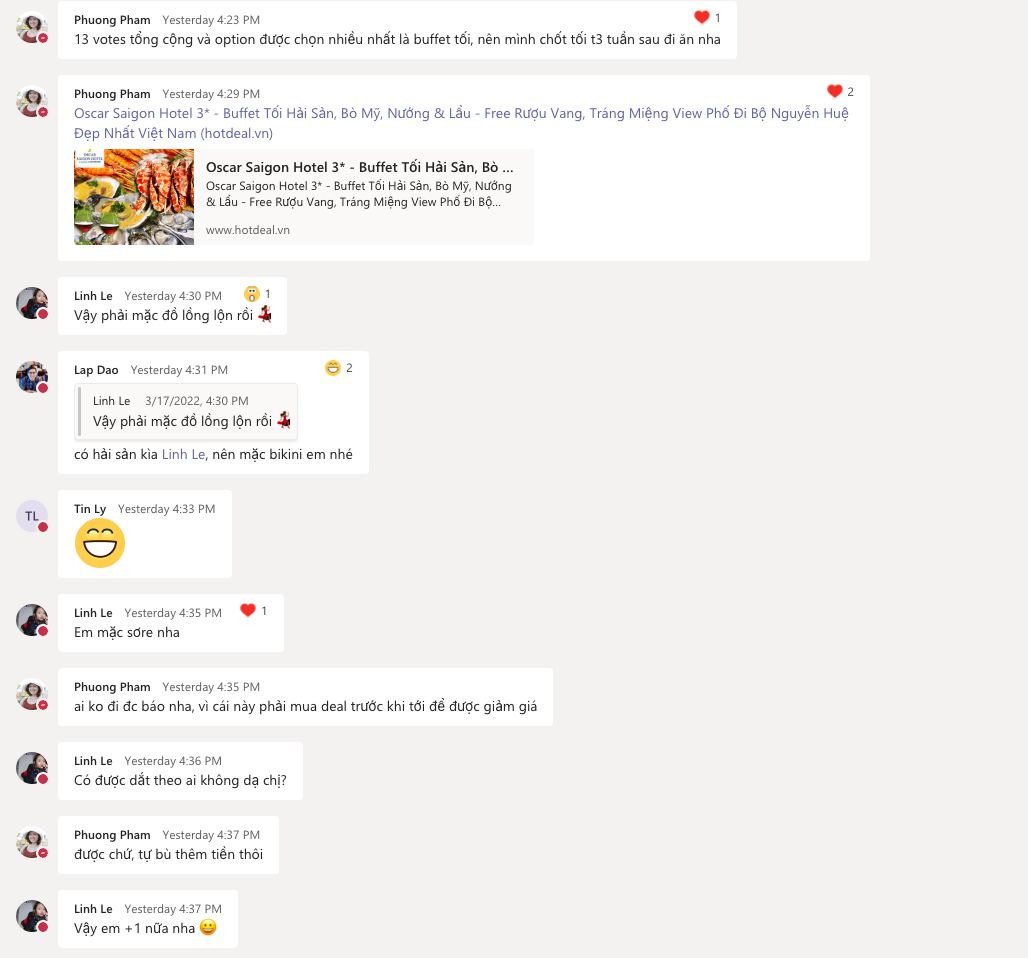 Phuong Pham Yesterday 4:23 PM 1
13 votes tổng cộng và option được chọn nhiều nhất là buffet tối, nên mình chốt tối t3 tuần sau đi ăn nha
Phuong Pham Yesterday 4:29 PM 2
Oscar Saigon Hotel 3* - Buffet Tối Hải Sản, Bò Mỹ, Nướng & Lẩu - Free Rượu Vang, Tráng Miệng View Phố Đi Bộ Nguyễn Huệ
Đẹp Nhất Việt Nam (hotdeal.vn)
Oscar Saigon Hotel 3* - Buffet Tối Hải Sản, Bò ...
Oscar Saigon Hotel 3* - Buffet Tối Hải Sản, Bò Mỹ, Nướng
& Lẩu - Free Rượu Vang, Tráng Miệng View Phố Đi Bộ...
www.hotdeal.vn
Linh Le Yesterday 4:30 PM 1
Vậy phải mặc đồ lồng lộn rồi 💃
Lap Dao Yesterday 4:31 PM 2
Linh Le 3/17/2022, 4:30 PM
Vậy phải mặc đồ lồng lộn rồi 💃
có hải sản kìa Linh Le, nên mặc bikini em nhé
TL
Tin Ly Yesterday 4:33 PM
Linh Le Yesterday 4:35 PM 1
Em mặc sơre nha
Phuong Pham Yesterday 4:35 PM
ai ko đi đc báo nha, vì cái này phải mua deal trước khi tới để được giảm giá
Linh Le Yesterday 4:36 PM
Có được dắt theo ai không dạ chị?
Phuong Pham Yesterday 4:37 PM
được chứ, tự bù thêm tiền thôi
Linh Le Yesterday 4:37 PM
Vậy em +1 nữa nha 😀